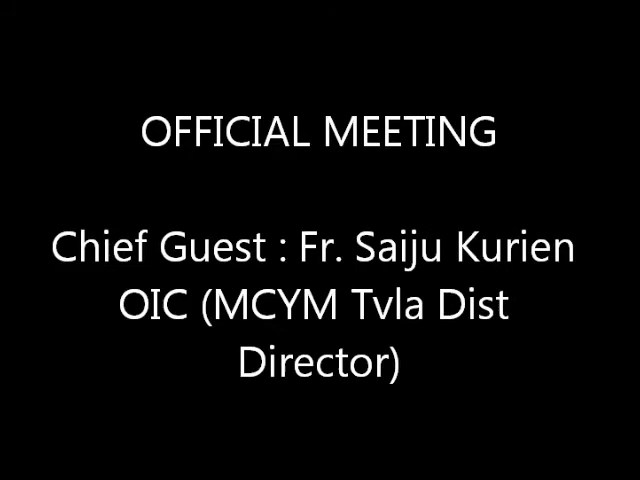 OFFICIAL MEETING
Chief Guest : Fr. Saiju Kurien
OIC (MCYM Tvla Dist
Director)